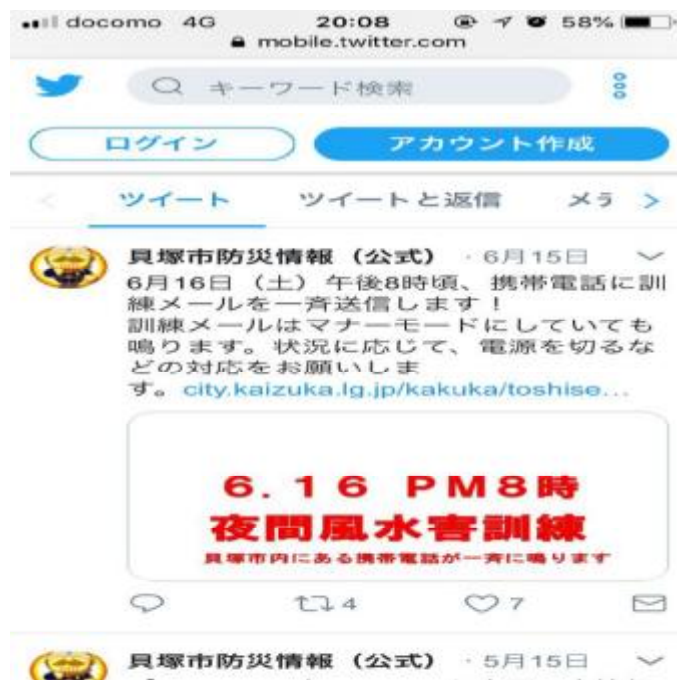 docomo 4G 20:08 58%
mobile.twitter.com
キーワード検索
ログイン アカウント作成
ツイート ツイートと返信 メデ
貝塚市防災情報（公式） · 6月15日
6月16日（土）午後8時頃、携帯電話に訓
練メールを一斉送信します！
訓練メールはマナーモードにしていても
鳴ります。状況に応じて、電源を切るな
どの対応をお願いしま
す。city.kaizuka.lg.jp/kakuka/toshise...
6.16 PM8時
夜間風水害訓練
貝塚市内にある携帯電話が一斉に鳴ります
4 7
貝塚市防災情報（公式） · 5月15日